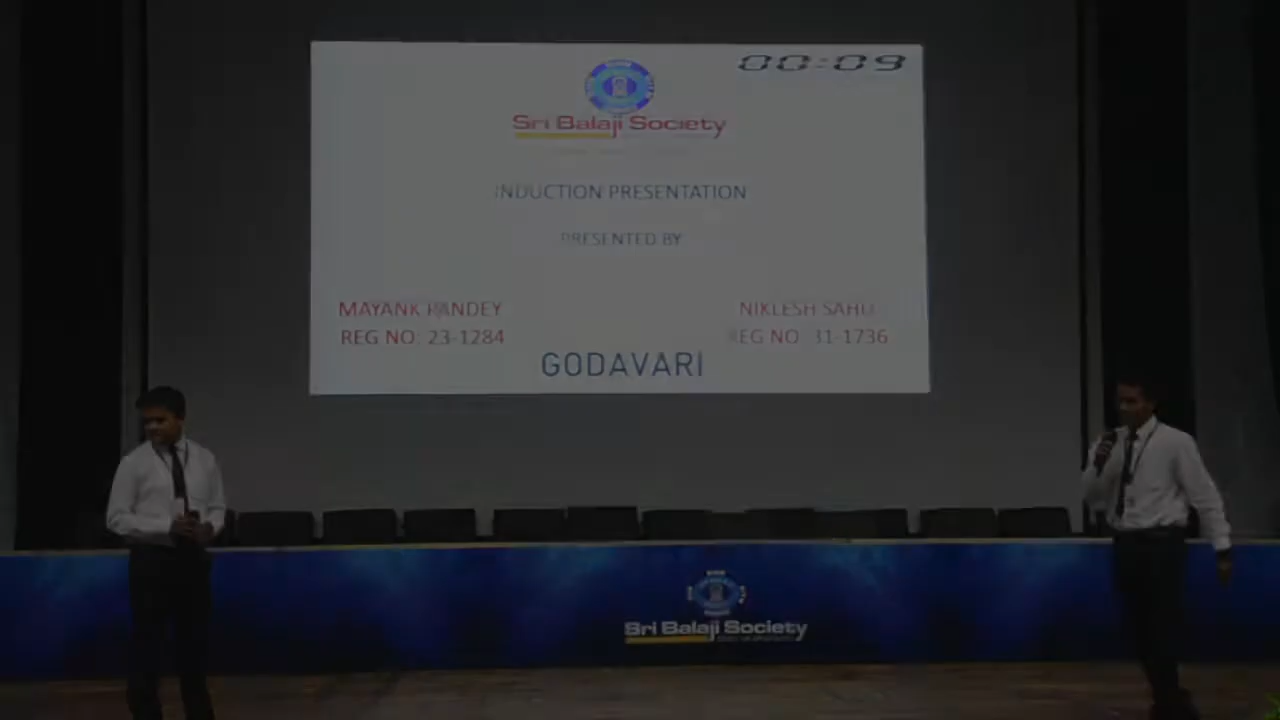 00:09
Sri Balaji Society
INDUCTION PRESENTATION
PRESENTED BY
MAYANK PANDEY
NIKLESH SAHU
REG NO: 23-1284
REG NO: 31-1736
GODAVARI
Sri Balaji Society